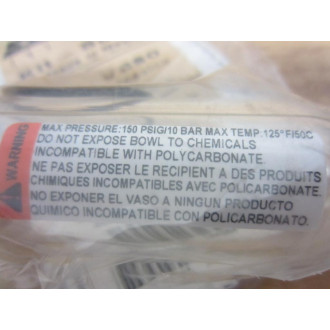 WARNING
MAX PRESSURE:150 PSIG/10 BAR MAX TEMP:125°F/50C
DO NOT EXPOSE BOWL TO CHEMICALS
INCOMPATIBLE WITH POLYCARBONATE.
NE PAS EXPOSER LE RECIPIENT A DES PRODUITS
CHIMIQUES INCOMPATIBLES AVEC POLICARBONATE.
NO EXPONER EL VASO A NINGUN PRODUCTO
QUIMICO INCOMPATIBLE CON POLICARBONATO.